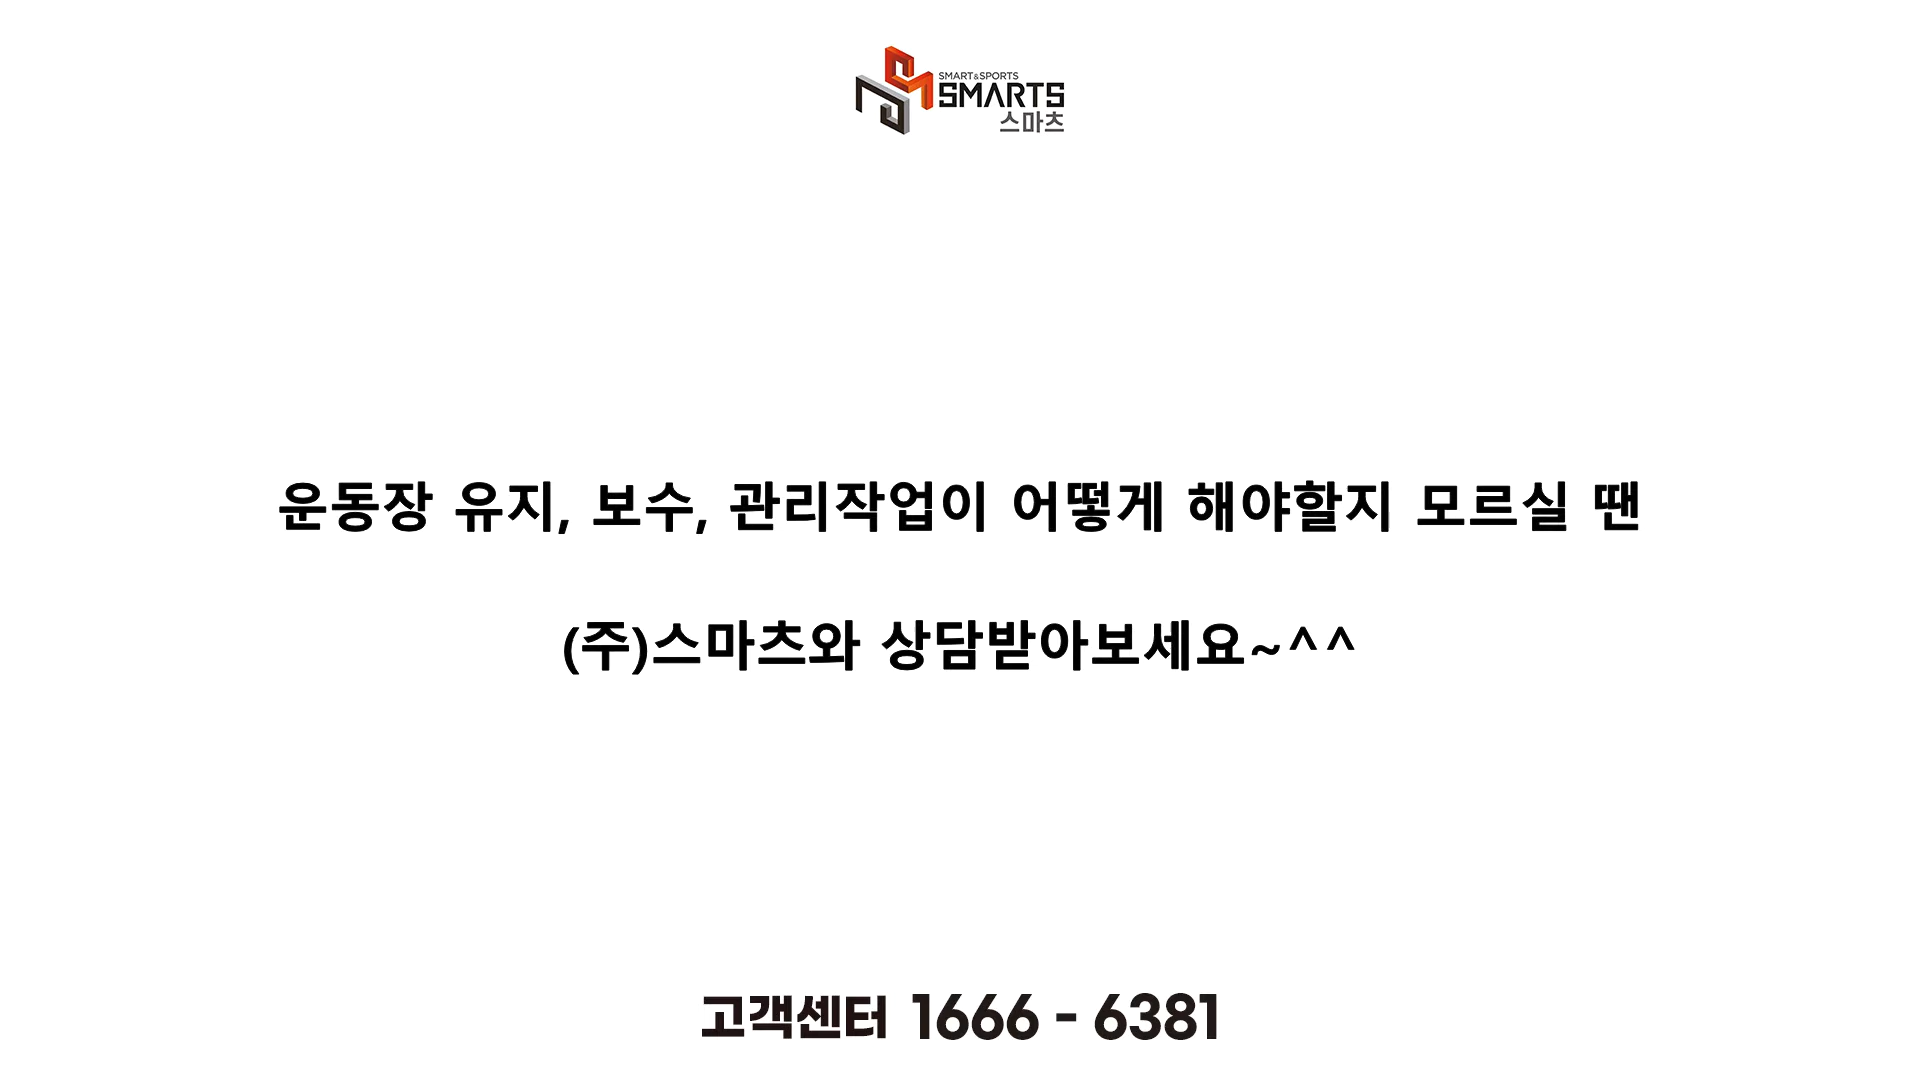 SMART&SPORTS
SMARTS
스마츠
운동장 유지, 보수, 관리작업이 어떻게 해야할지 모르실 땐
(주)스마츠와 상담받아보세요~^^
고객센터 1666 - 6381